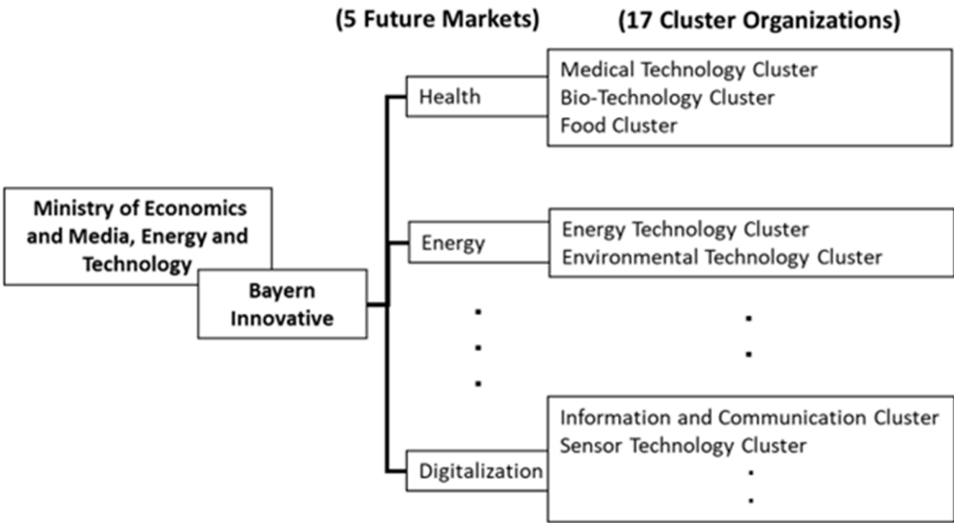 (5 Future Markets)
(17 Cluster Organizations)
Health
Medical Technology Cluster
Bio-Technology Cluster
Food Cluster
Ministry of Economics
and Media, Energy and
Technology
Bayern
Innovative
Energy
Energy Technology Cluster
Environmental Technology Cluster
Digitalization
Information and Communication Cluster
Sensor Technology Cluster